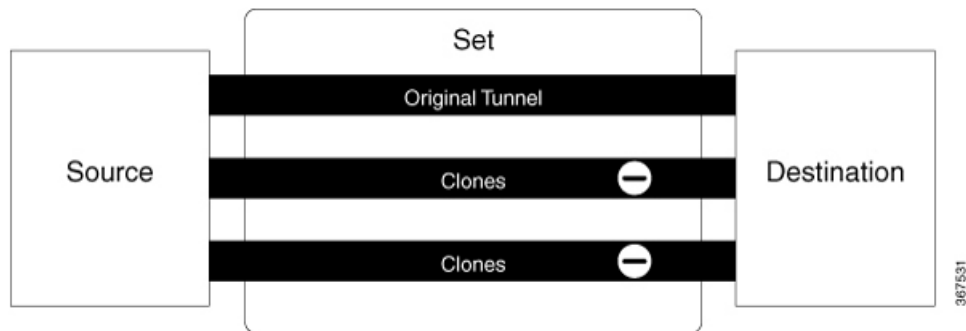 Set
Original Tunnel
Source
Clones
Destination
Clones
367531